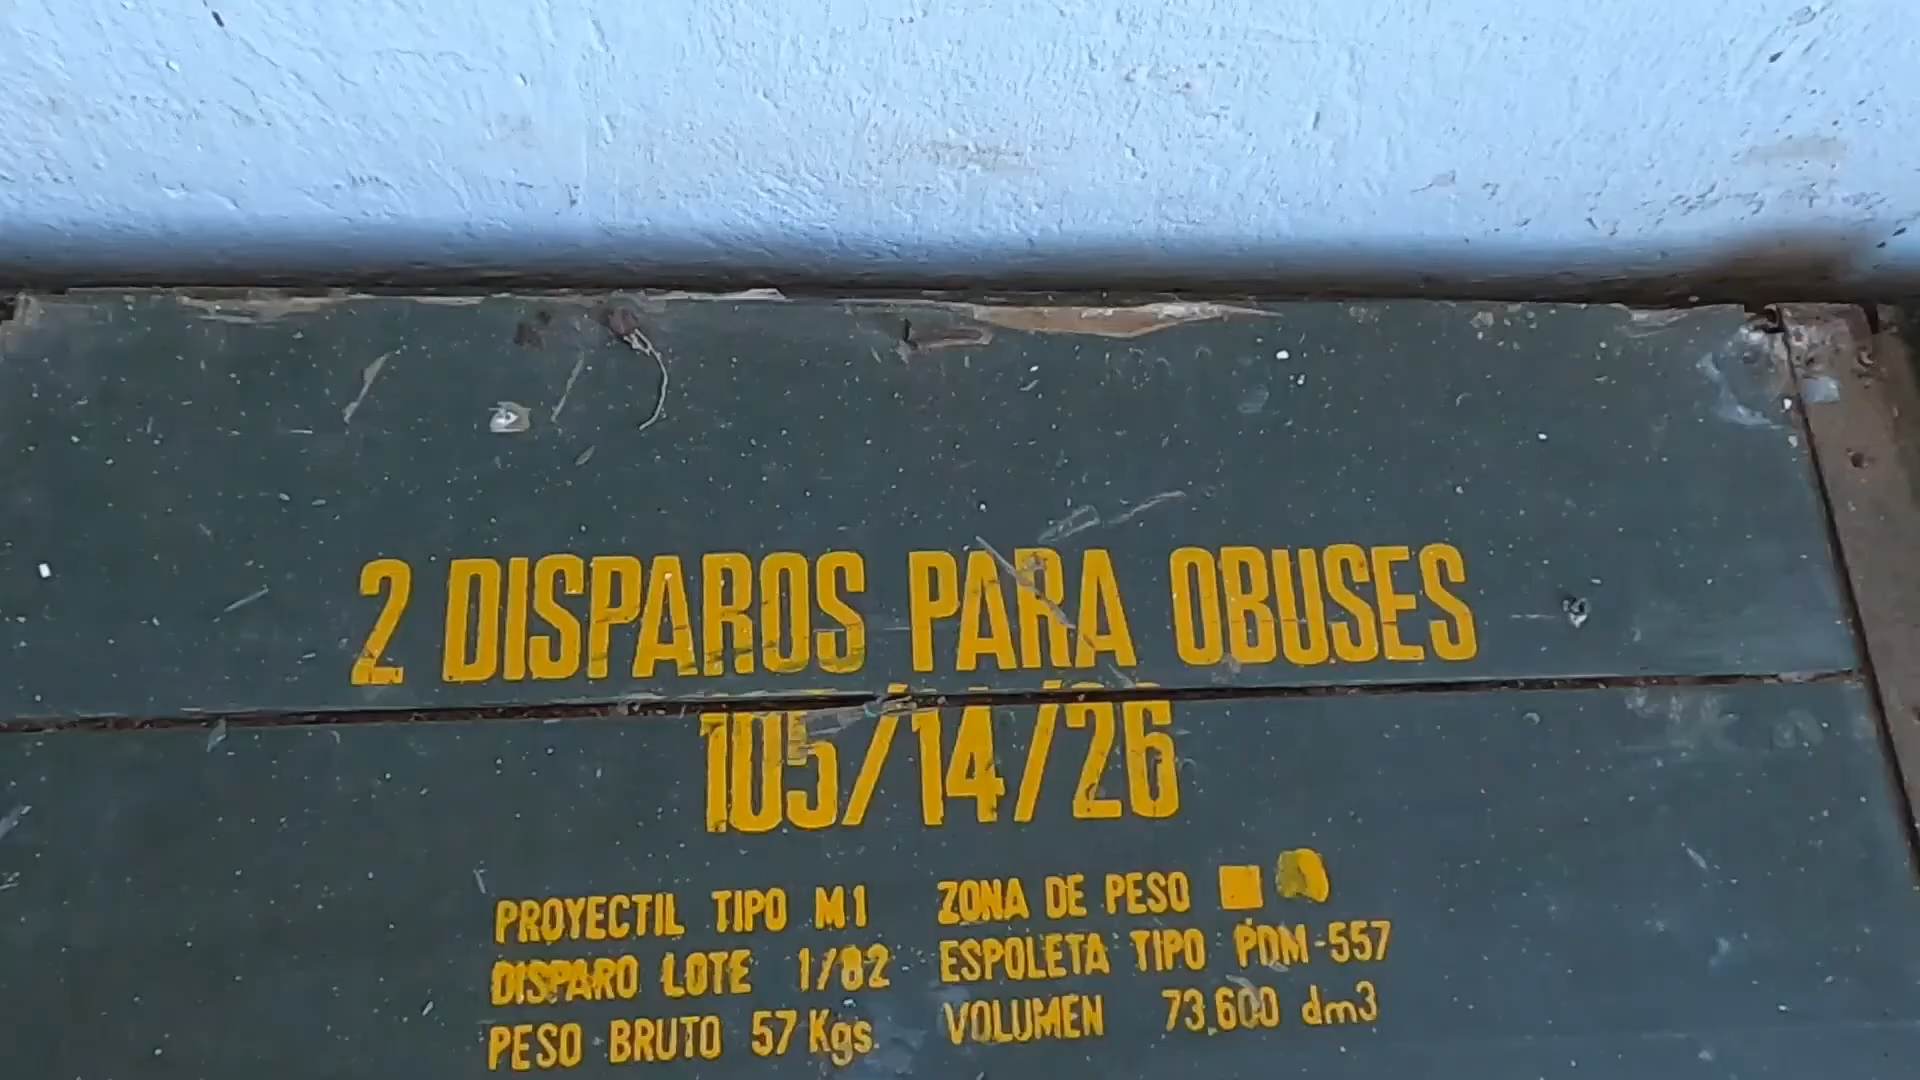 2 DISPAROS PARA OBUSES
105/14/26
PROYECTIL TIPO M1 ZONA DE PESO
DISPARO LOTE 1/82 ESPOLETA TIPO PDM-557
PESO BRUTO 57 Kgs. VOLUMEN 73,600 dm3